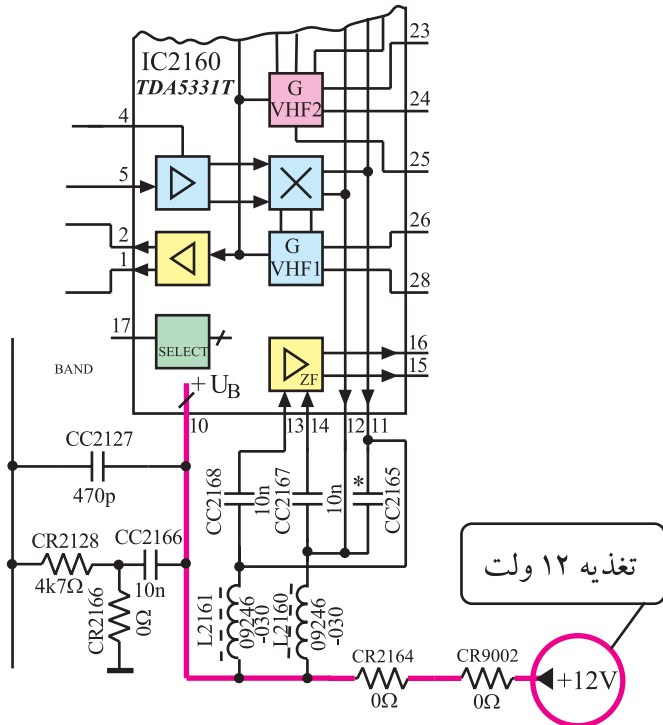 IC2160
TDA5331T
G
VHF2
23
24
25
4
5
2
1
G
VHF1
26
28
17
SELECT
BAND
+UB
ZF
16
15
10
13
14
12
11
CC2127
470p
CR2128
4k7Ω
CC2166
10n
CR2166
0Ω
CC2168
10n
CC2167
10n
*
CC2165
L2161
09246
-030
L2160
09246
-030
CR2164
0Ω
CR9002
0Ω
+12V
تغذیه ۱۲ ولت